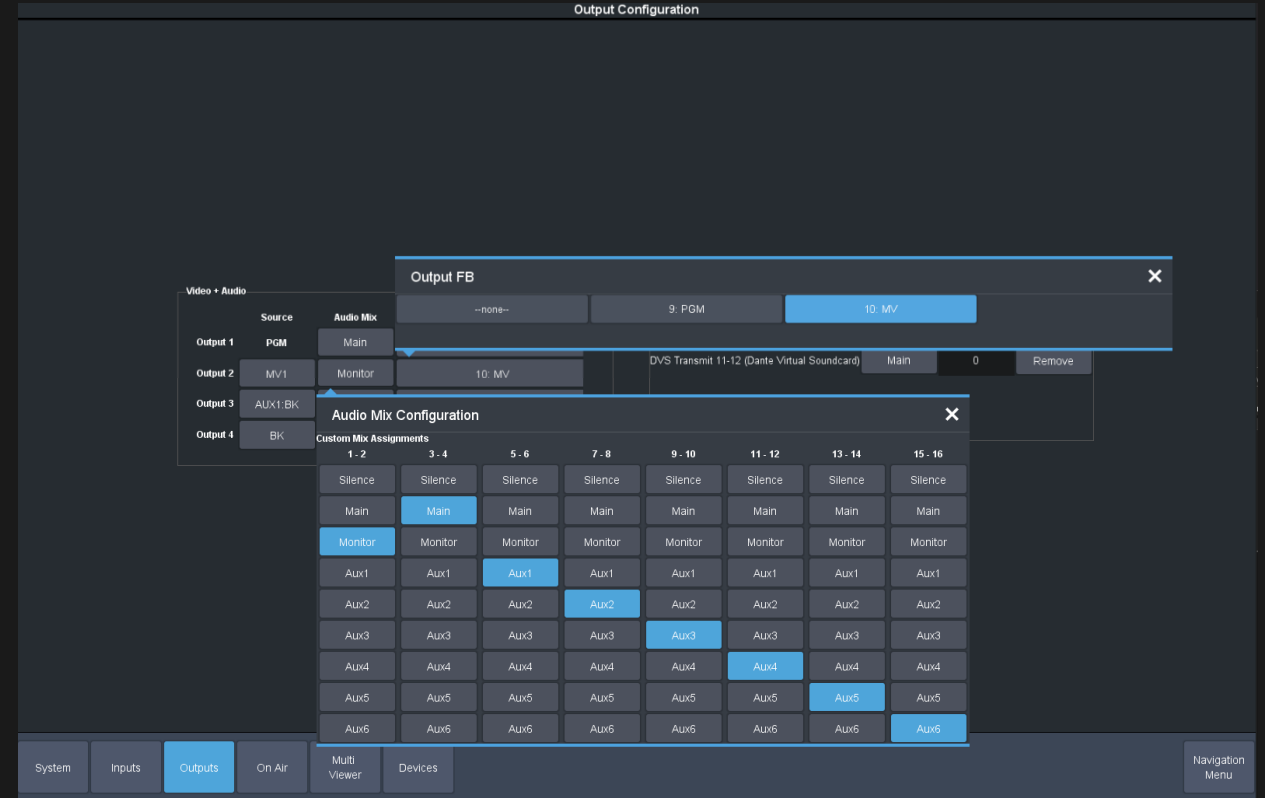 Output Configuration
Output FB
--none-- 9: PGM 10: MV
Video + Audio
Source Audio Mix
Output 1 PGM Main
DVS Transmit 11-12 (Dante Virtual Soundcard) Main 0 Remove
Output 2 MV1 Monitor 10: MV
Output 3 AUX1:BK
Output 4 BK
Audio Mix Configuration
Custom Mix Assignments
1 - 2 3 - 4 5 - 6 7 - 8 9 - 10 11 - 12 13 - 14 15 - 16
Silence Silence Silence Silence Silence Silence Silence Silence
Main Main Main Main Main Main Main Main
Monitor Monitor Monitor Monitor Monitor Monitor Monitor Monitor
Aux1 Aux1 Aux1 Aux1 Aux1 Aux1 Aux1 Aux1
Aux2 Aux2 Aux2 Aux2 Aux2 Aux2 Aux2 Aux2
Aux3 Aux3 Aux3 Aux3 Aux3 Aux3 Aux3 Aux3
Aux4 Aux4 Aux4 Aux4 Aux4 Aux4 Aux4 Aux4
Aux5 Aux5 Aux5 Aux5 Aux5 Aux5 Aux5 Aux5
Aux6 Aux6 Aux6 Aux6 Aux6 Aux6 Aux6 Aux6
System Inputs Outputs On Air Multi Viewer Devices Navigation Menu